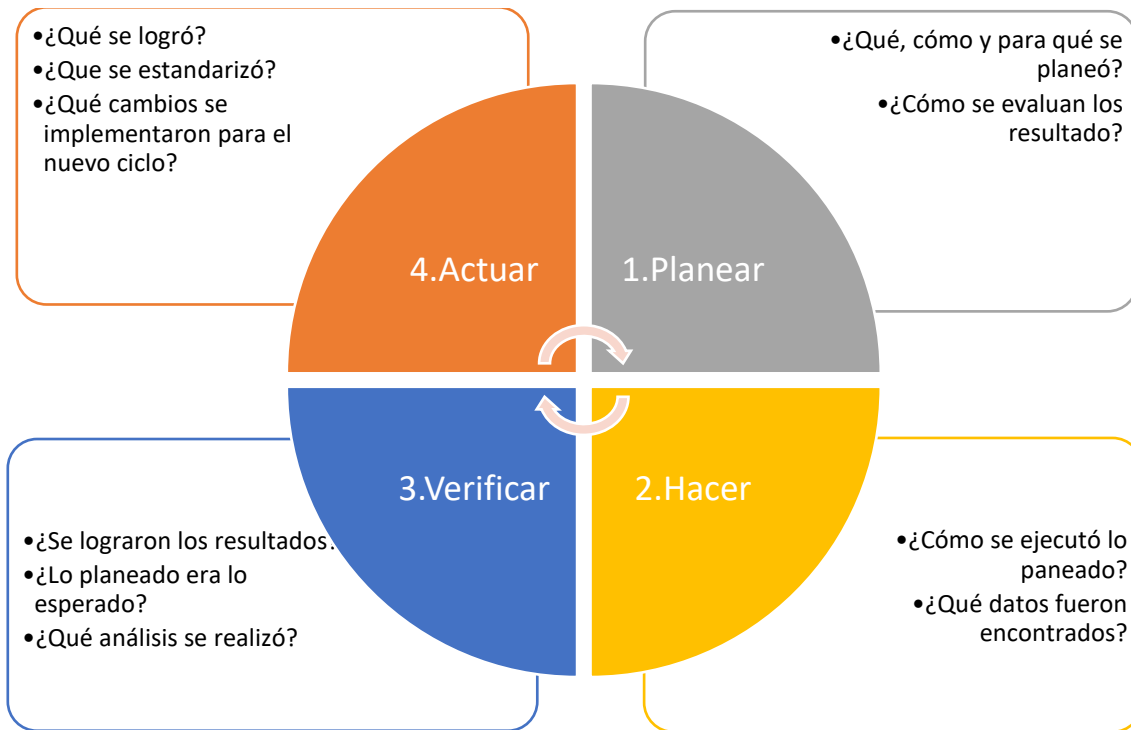 •¿Qué se logró?
•¿Que se estandarizó?
•¿Qué cambios se
implementaron para el
nuevo ciclo?
•¿Qué, cómo y para qué se
planeó?
•¿Cómo se evaluan los
resultado?
4.Actuar
1.Planear
3.Verificar
2.Hacer
•¿Se lograron los resultados?
•¿Lo planeado era lo
esperado?
•¿Qué análisis se realizó?
•¿Cómo se ejecutó lo
paneado?
•¿Qué datos fueron
encontrados?